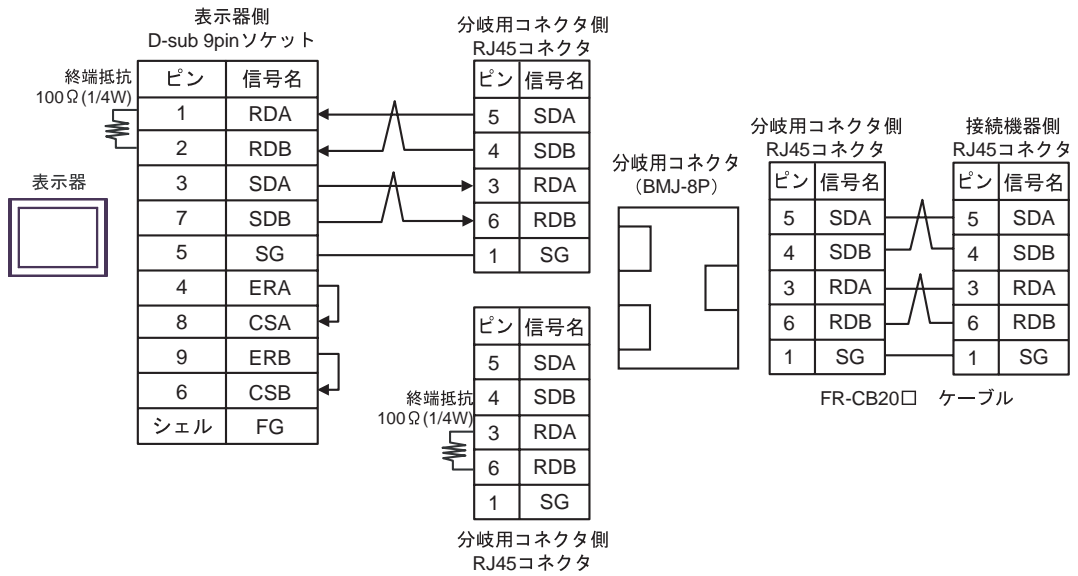 表示器側
D-sub 9pinソケット
終端抵抗
100Ω(1/4W)
ピン 信号名
1 RDA
2 RDB
3 SDA
7 SDB
5 SG
4 ERA
8 CSA
9 ERB
6 CSB
シェル FG
表示器
分岐用コネクタ側
RJ45コネクタ
ピン 信号名
5 SDA
4 SDB
3 RDA
6 RDB
1 SG
終端抵抗
100Ω(1/4W)
ピン 信号名
5 SDA
4 SDB
3 RDA
6 RDB
1 SG
分岐用コネクタ側
RJ45コネクタ
分岐用コネクタ
（BMJ-8P）
分岐用コネクタ側
RJ45コネクタ
ピン 信号名
5 SDA
4 SDB
3 RDA
6 RDB
1 SG
接続機器側
RJ45コネクタ
ピン 信号名
5 SDA
4 SDB
3 RDA
6 RDB
1 SG
FR-CB20□ ケーブル